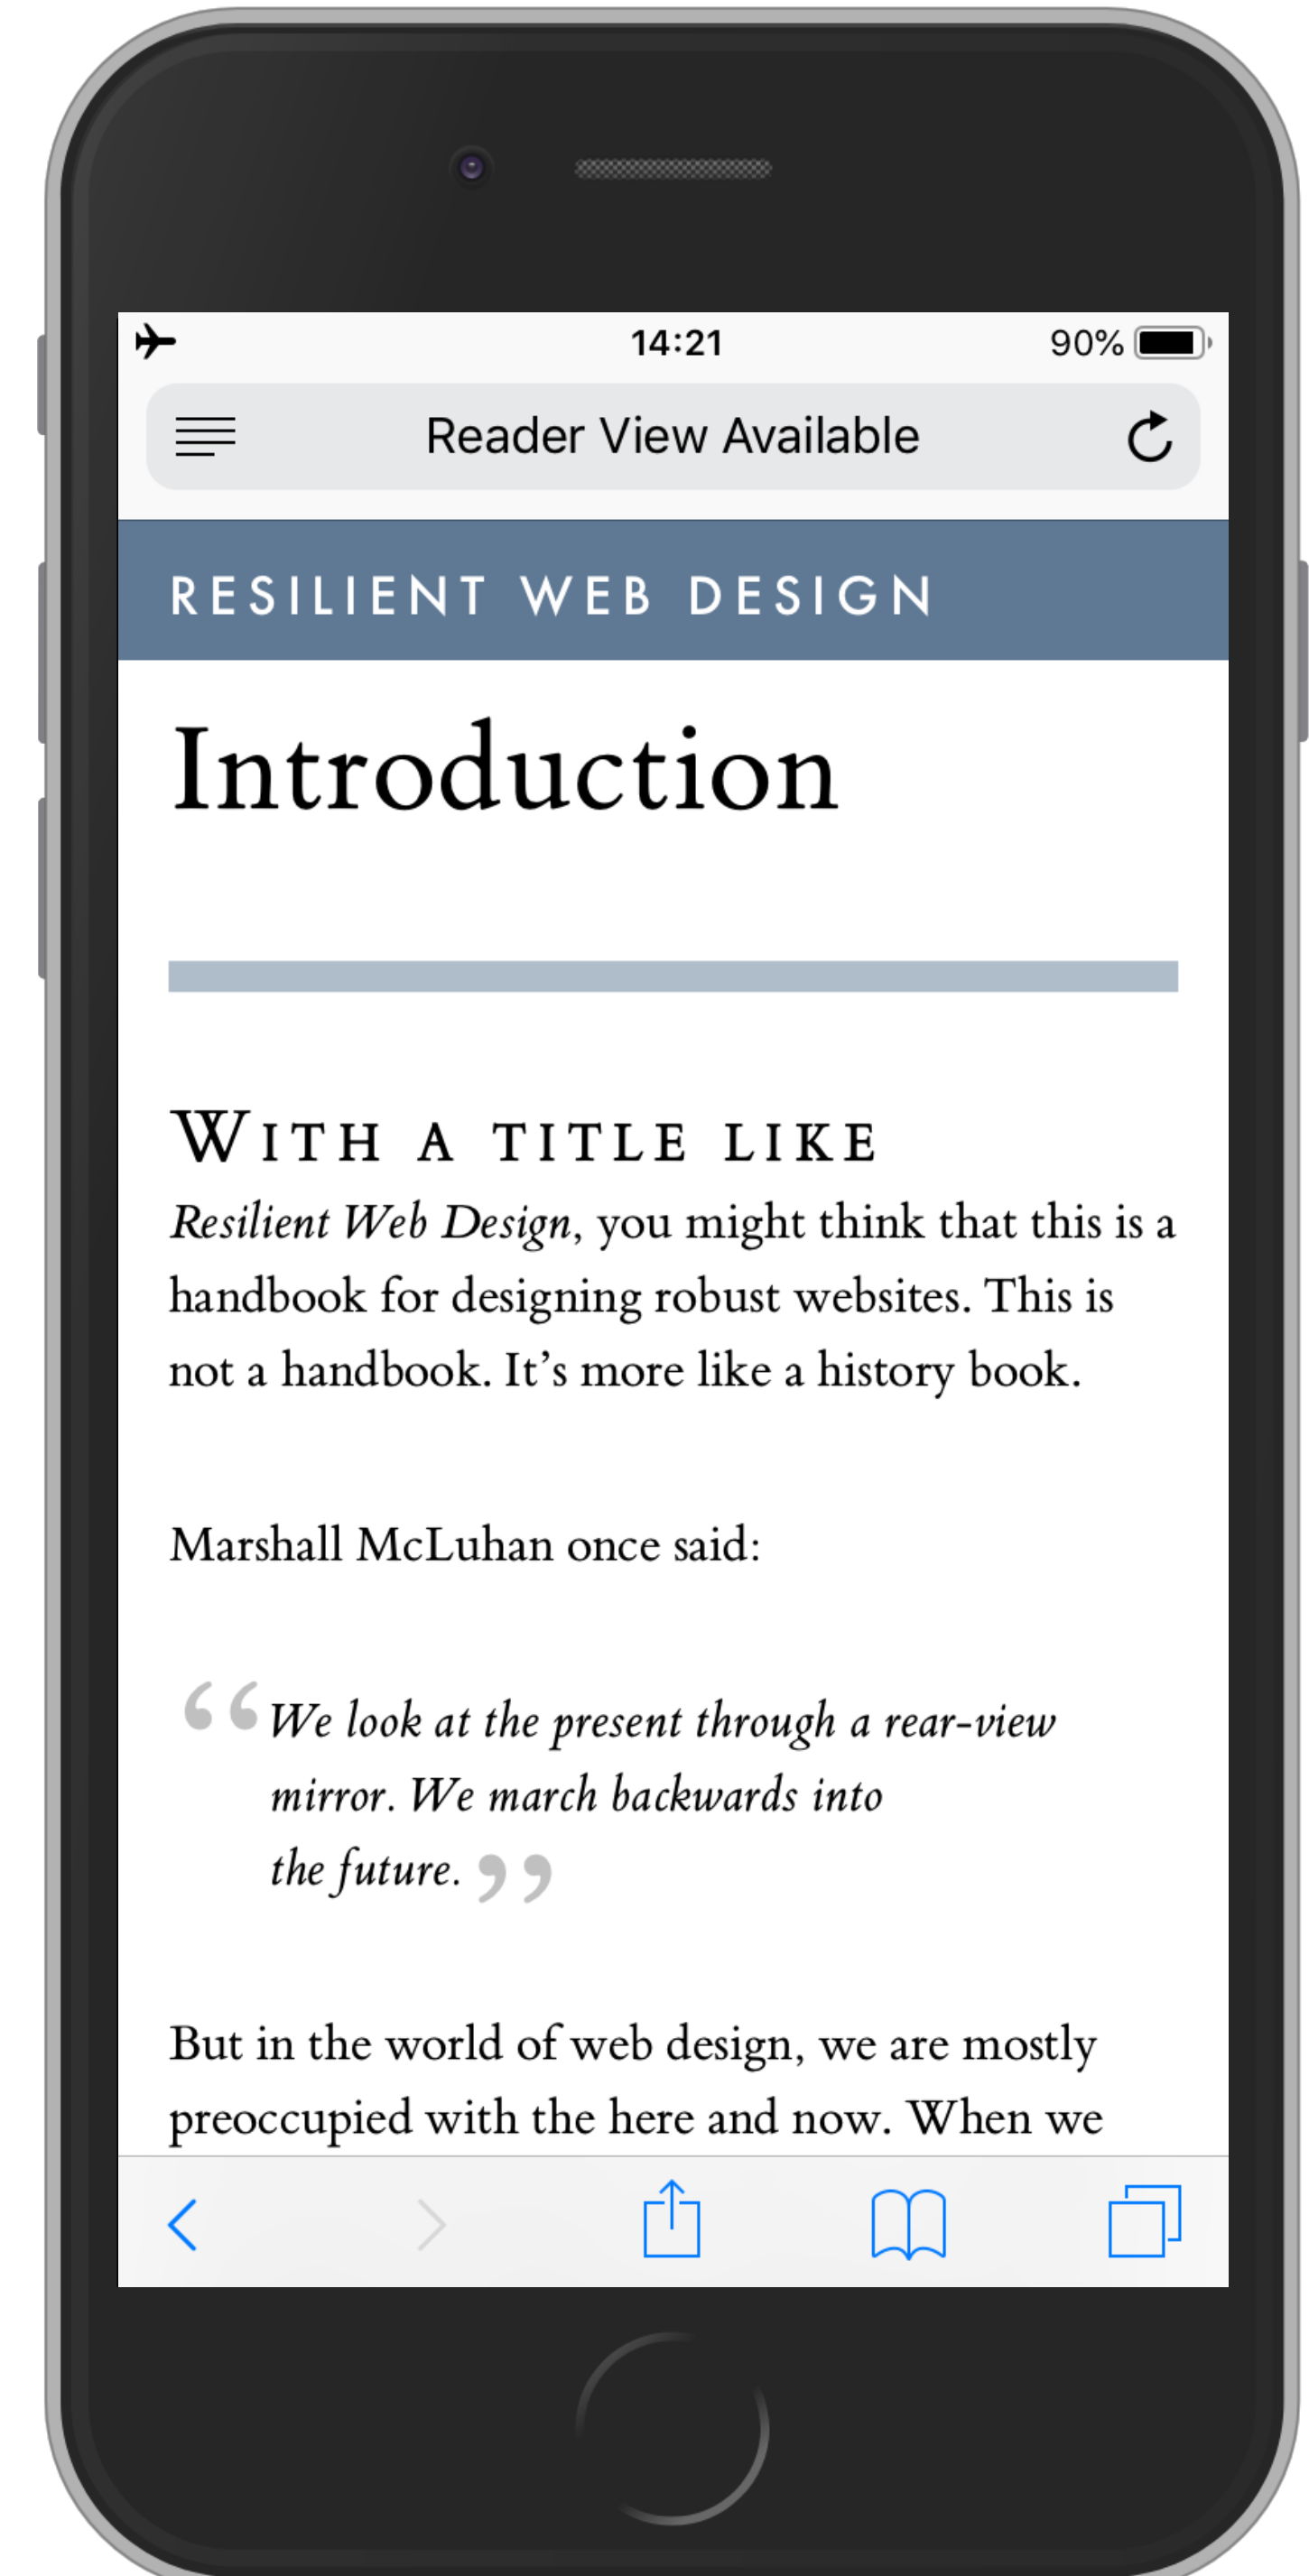 14:21
90%
Reader View Available
RESILIENT WEB DESIGN
Introduction
WITH A TITLE LIKE
Resilient Web Design, you might think that this is a
handbook for designing robust websites. This is
not a handbook. It’s more like a history book.
Marshall McLuhan once said:
“We look at the present through a rear-view
mirror. We march backwards into
the future.”
But in the world of web design, we are mostly
preoccupied with the here and now. When we